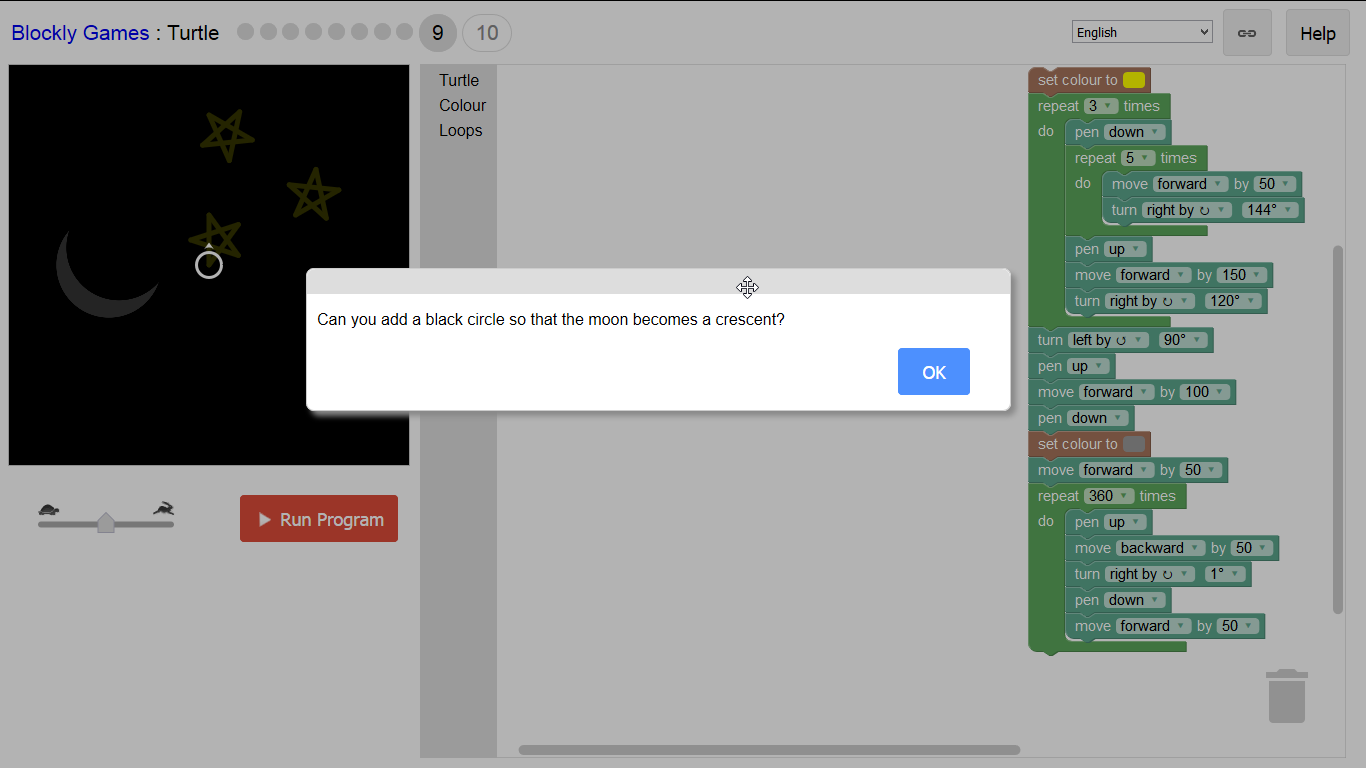 Blockly Games : Turtle
9
10
English
Help
Turtle
Colour
Loops
set colour to
repeat 3 times
do
pen down
repeat 5 times
do
move forward by 50
turn right by ↻ 144°
pen up
move forward by 150
turn right by ↻ 120°
turn left by ↺ 90°
pen up
move forward by 100
pen down
set colour to
move forward by 50
repeat 360 times
do
pen up
move backward by 50
turn right by ↻ 1°
pen down
move forward by 50
Can you add a black circle so that the moon becomes a crescent?
OK
Run Program